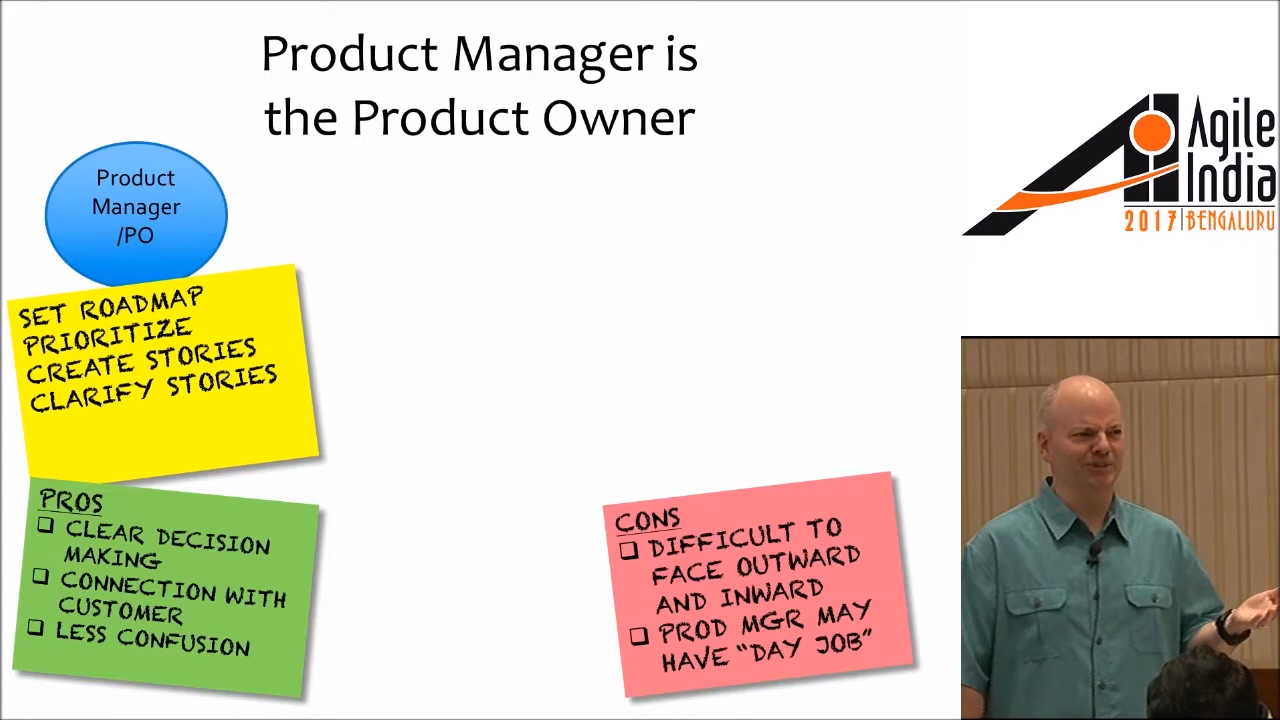 Product Manager is
the Product Owner
Product
Manager
/PO
SET ROADMAP
PRIORITIZE
CREATE STORIES
CLARIFY STORIES
PROS
CLEAR DECISION
MAKING
CONNECTION WITH
CUSTOMER
LESS CONFUSION
CONS
DIFFICULT TO
FACE OUTWARD
AND INWARD
PROD MGR MAY
HAVE "DAY JOB"
Agile
India
2017 | BENGALURU